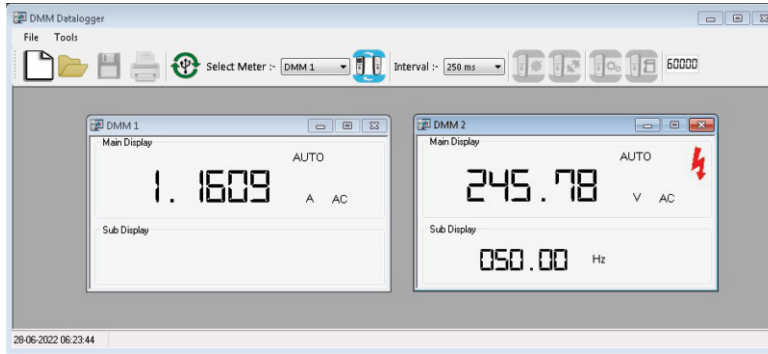 DMM Datalogger
File Tools
Select Meter :- DMM 1 Interval :- 250 ms 60000
DMM 1
Main Display
AUTO
1.1609 A AC
Sub Display
DMM 2
Main Display
AUTO
245.78 V AC
Sub Display
050.00 Hz
28-06-2022 06:23:44